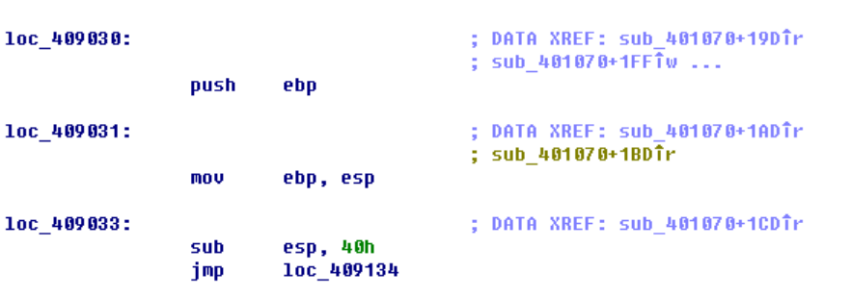 loc_409030: ; DATA XREF: sub_401070+19D↑r
; sub_401070+1FF↑w ...
push ebp
loc_409031: ; DATA XREF: sub_401070+1AD↑r
; sub_401070+1BD↑r
mov ebp, esp
loc_409033: ; DATA XREF: sub_401070+1CD↑r
sub esp, 40h
jmp loc_409134